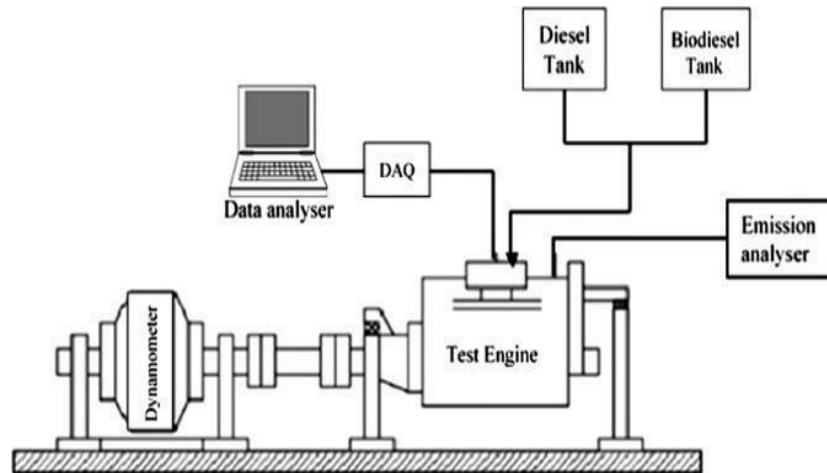 Diesel
Tank
Biodiesel
Tank
DAQ
Data analyser
Emission
analyser
Dynamometer
Test Engine